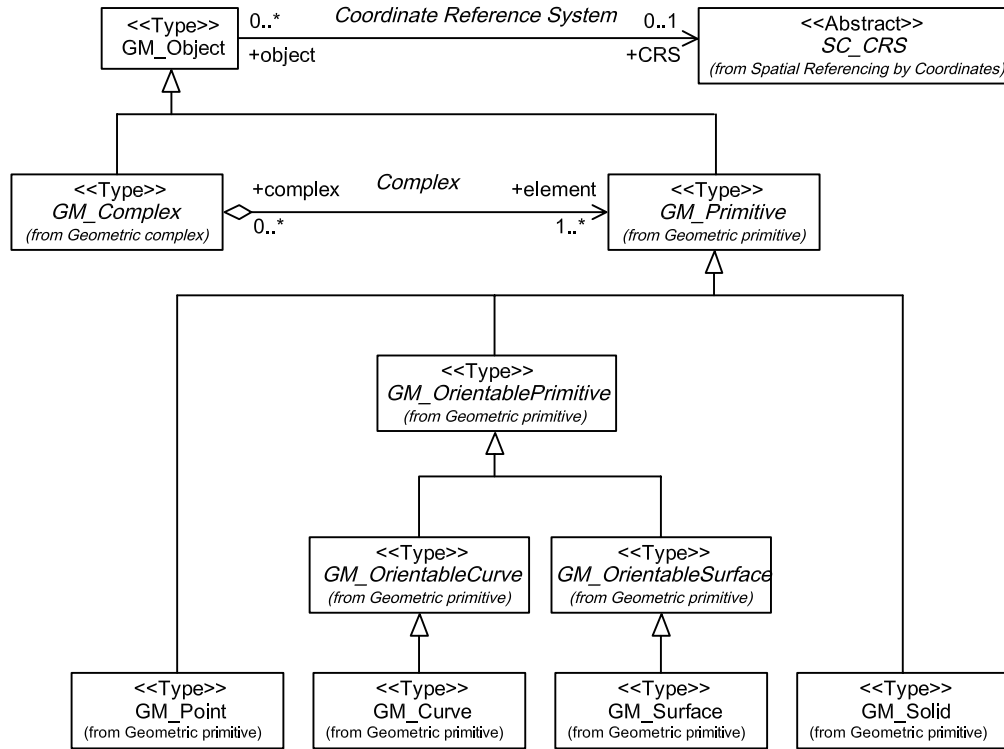 <<Type>>
GM_Object
0..*
Coordinate Reference System
0..1
+object
+CRS
<<Abstract>>
SC_CRS
(from Spatial Referencing by Coordinates)
<<Type>>
GM_Complex
(from Geometric complex)
+complex
Complex
+element
0..*
1..*
<<Type>>
GM_Primitive
(from Geometric primitive)
<<Type>>
GM_OrientablePrimitive
(from Geometric primitive)
<<Type>>
GM_OrientableCurve
(from Geometric primitive)
<<Type>>
GM_OrientableSurface
(from Geometric primitive)
<<Type>>
GM_Point
(from Geometric primitive)
<<Type>>
GM_Curve
(from Geometric primitive)
<<Type>>
GM_Surface
(from Geometric primitive)
<<Type>>
GM_Solid
(from Geometric primitive)